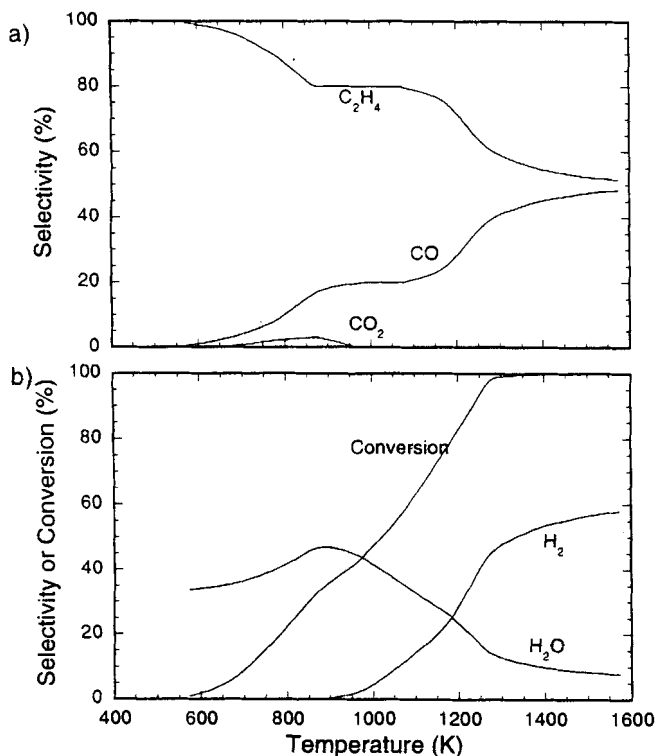 a)
100
80
60
40
20
0
Selectivity (%)
C₂H₄
CO
CO₂
b)
100
80
60
40
20
0
Selectivity or Conversion (%)
Conversion
H₂
H₂O
400 600 800 1000 1200 1400 1600
Temperature (K)